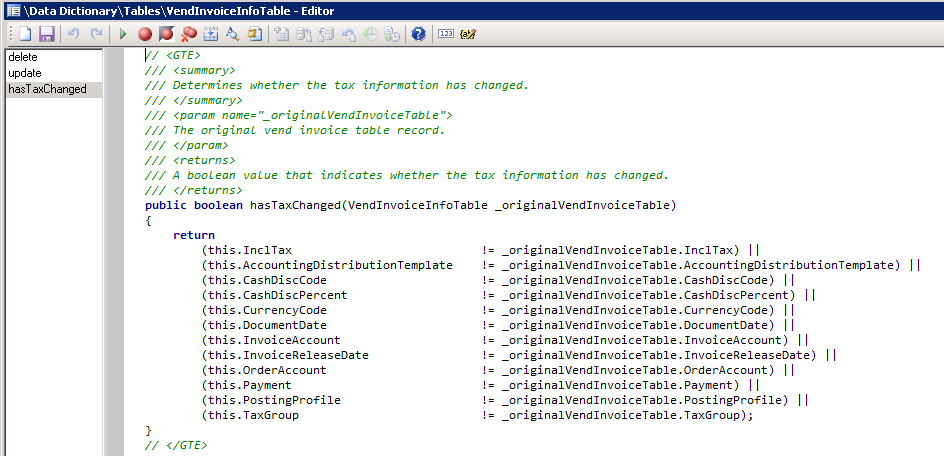 \Data Dictionary\Tables\VendInvoiceInfoTable - Editor
123
delete
update
hasTaxChanged
// <GTE>
/// <summary>
/// Determines whether the tax information has changed.
/// </summary>
/// <param name="_originalVendInvoiceTable">
/// The original vend invoice table record.
/// </param>
/// <returns>
/// A boolean value that indicates whether the tax information has changed.
/// </returns>
public boolean hasTaxChanged(VendInvoiceInfoTable _originalVendInvoiceTable)
{
return
(this.InclTax != _originalVendInvoiceTable.InclTax) ||
(this.AccountingDistributionTemplate != _originalVendInvoiceTable.AccountingDistributionTemplate) ||
(this.CashDiscCode != _originalVendInvoiceTable.CashDiscCode) ||
(this.CashDiscPercent != _originalVendInvoiceTable.CashDiscPercent) ||
(this.CurrencyCode != _originalVendInvoiceTable.CurrencyCode) ||
(this.DocumentDate != _originalVendInvoiceTable.DocumentDate) ||
(this.InvoiceAccount != _originalVendInvoiceTable.InvoiceAccount) ||
(this.InvoiceReleaseDate != _originalVendInvoiceTable.InvoiceReleaseDate) ||
(this.OrderAccount != _originalVendInvoiceTable.OrderAccount) ||
(this.Payment != _originalVendInvoiceTable.Payment) ||
(this.PostingProfile != _originalVendInvoiceTable.PostingProfile) ||
(this.TaxGroup != _originalVendInvoiceTable.TaxGroup);
}
// </GTE>